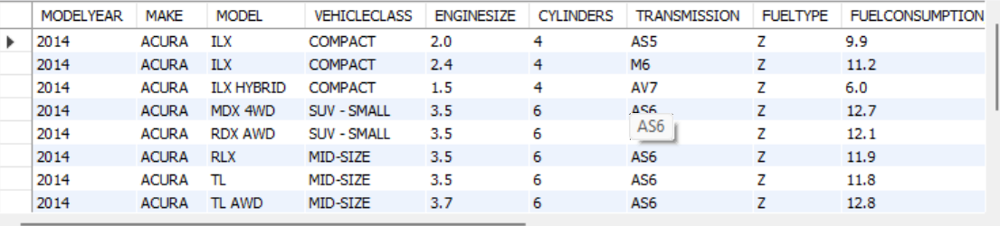 MODELYEAR MAKE MODEL VEHICLECLASS ENGINESIZE CYLINDERS TRANSMISSION FUELTYPE FUELCONSUMPTION
2014 ACURA ILX COMPACT 2.0 4 AS5 Z 9.9
2014 ACURA ILX COMPACT 2.4 4 M6 Z 11.2
2014 ACURA ILX HYBRID COMPACT 1.5 4 AV7 Z 6.0
2014 ACURA MDX 4WD SUV - SMALL 3.5 6 AS6 Z 12.7
2014 ACURA RDX AWD SUV - SMALL 3.5 6 AS6 Z 12.1
2014 ACURA RLX MID-SIZE 3.5 6 AS6 Z 11.9
2014 ACURA TL MID-SIZE 3.5 6 AS6 Z 11.8
2014 ACURA TL AWD MID-SIZE 3.7 6 AS6 Z 12.8